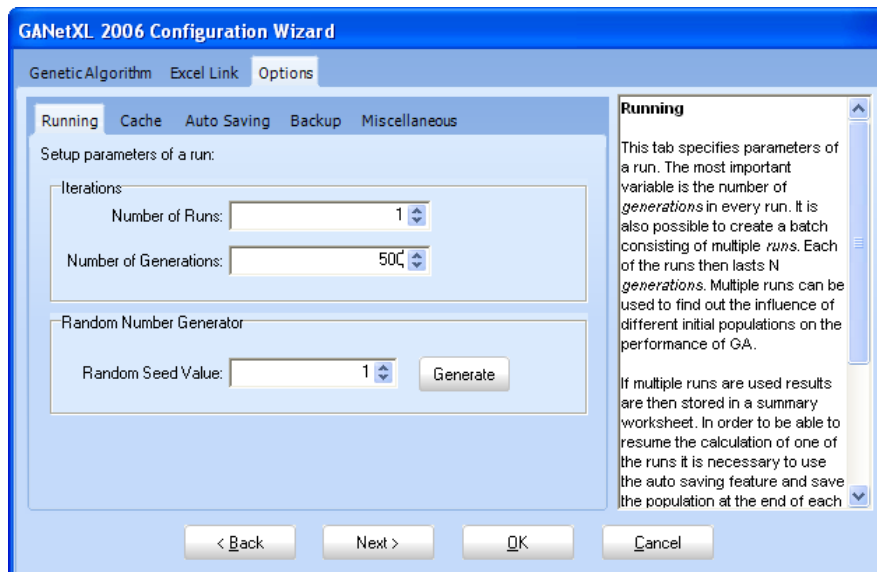 GANetXL 2006 Configuration Wizard
Genetic Algorithm Excel Link Options
Running Cache Auto Saving Backup Miscellaneous
Setup parameters of a run:
Iterations
Number of Runs: 1
Number of Generations: 500
Random Number Generator
Random Seed Value: 1 Generate
Running
This tab specifies parameters of
a run. The most important
variable is the number of
generations in every run. It is
also possible to create a batch
consisting of multiple runs. Each
of the runs then lasts N
generations. Multiple runs can be
used to find out the influence of
different initial populations on the
performance of GA.
If multiple runs are used results
are then stored in a summary
worksheet. In order to be able to
resume the calculation of one of
the runs it is necessary to use
the auto saving feature and save
the population at the end of each
< Back Next > OK Cancel